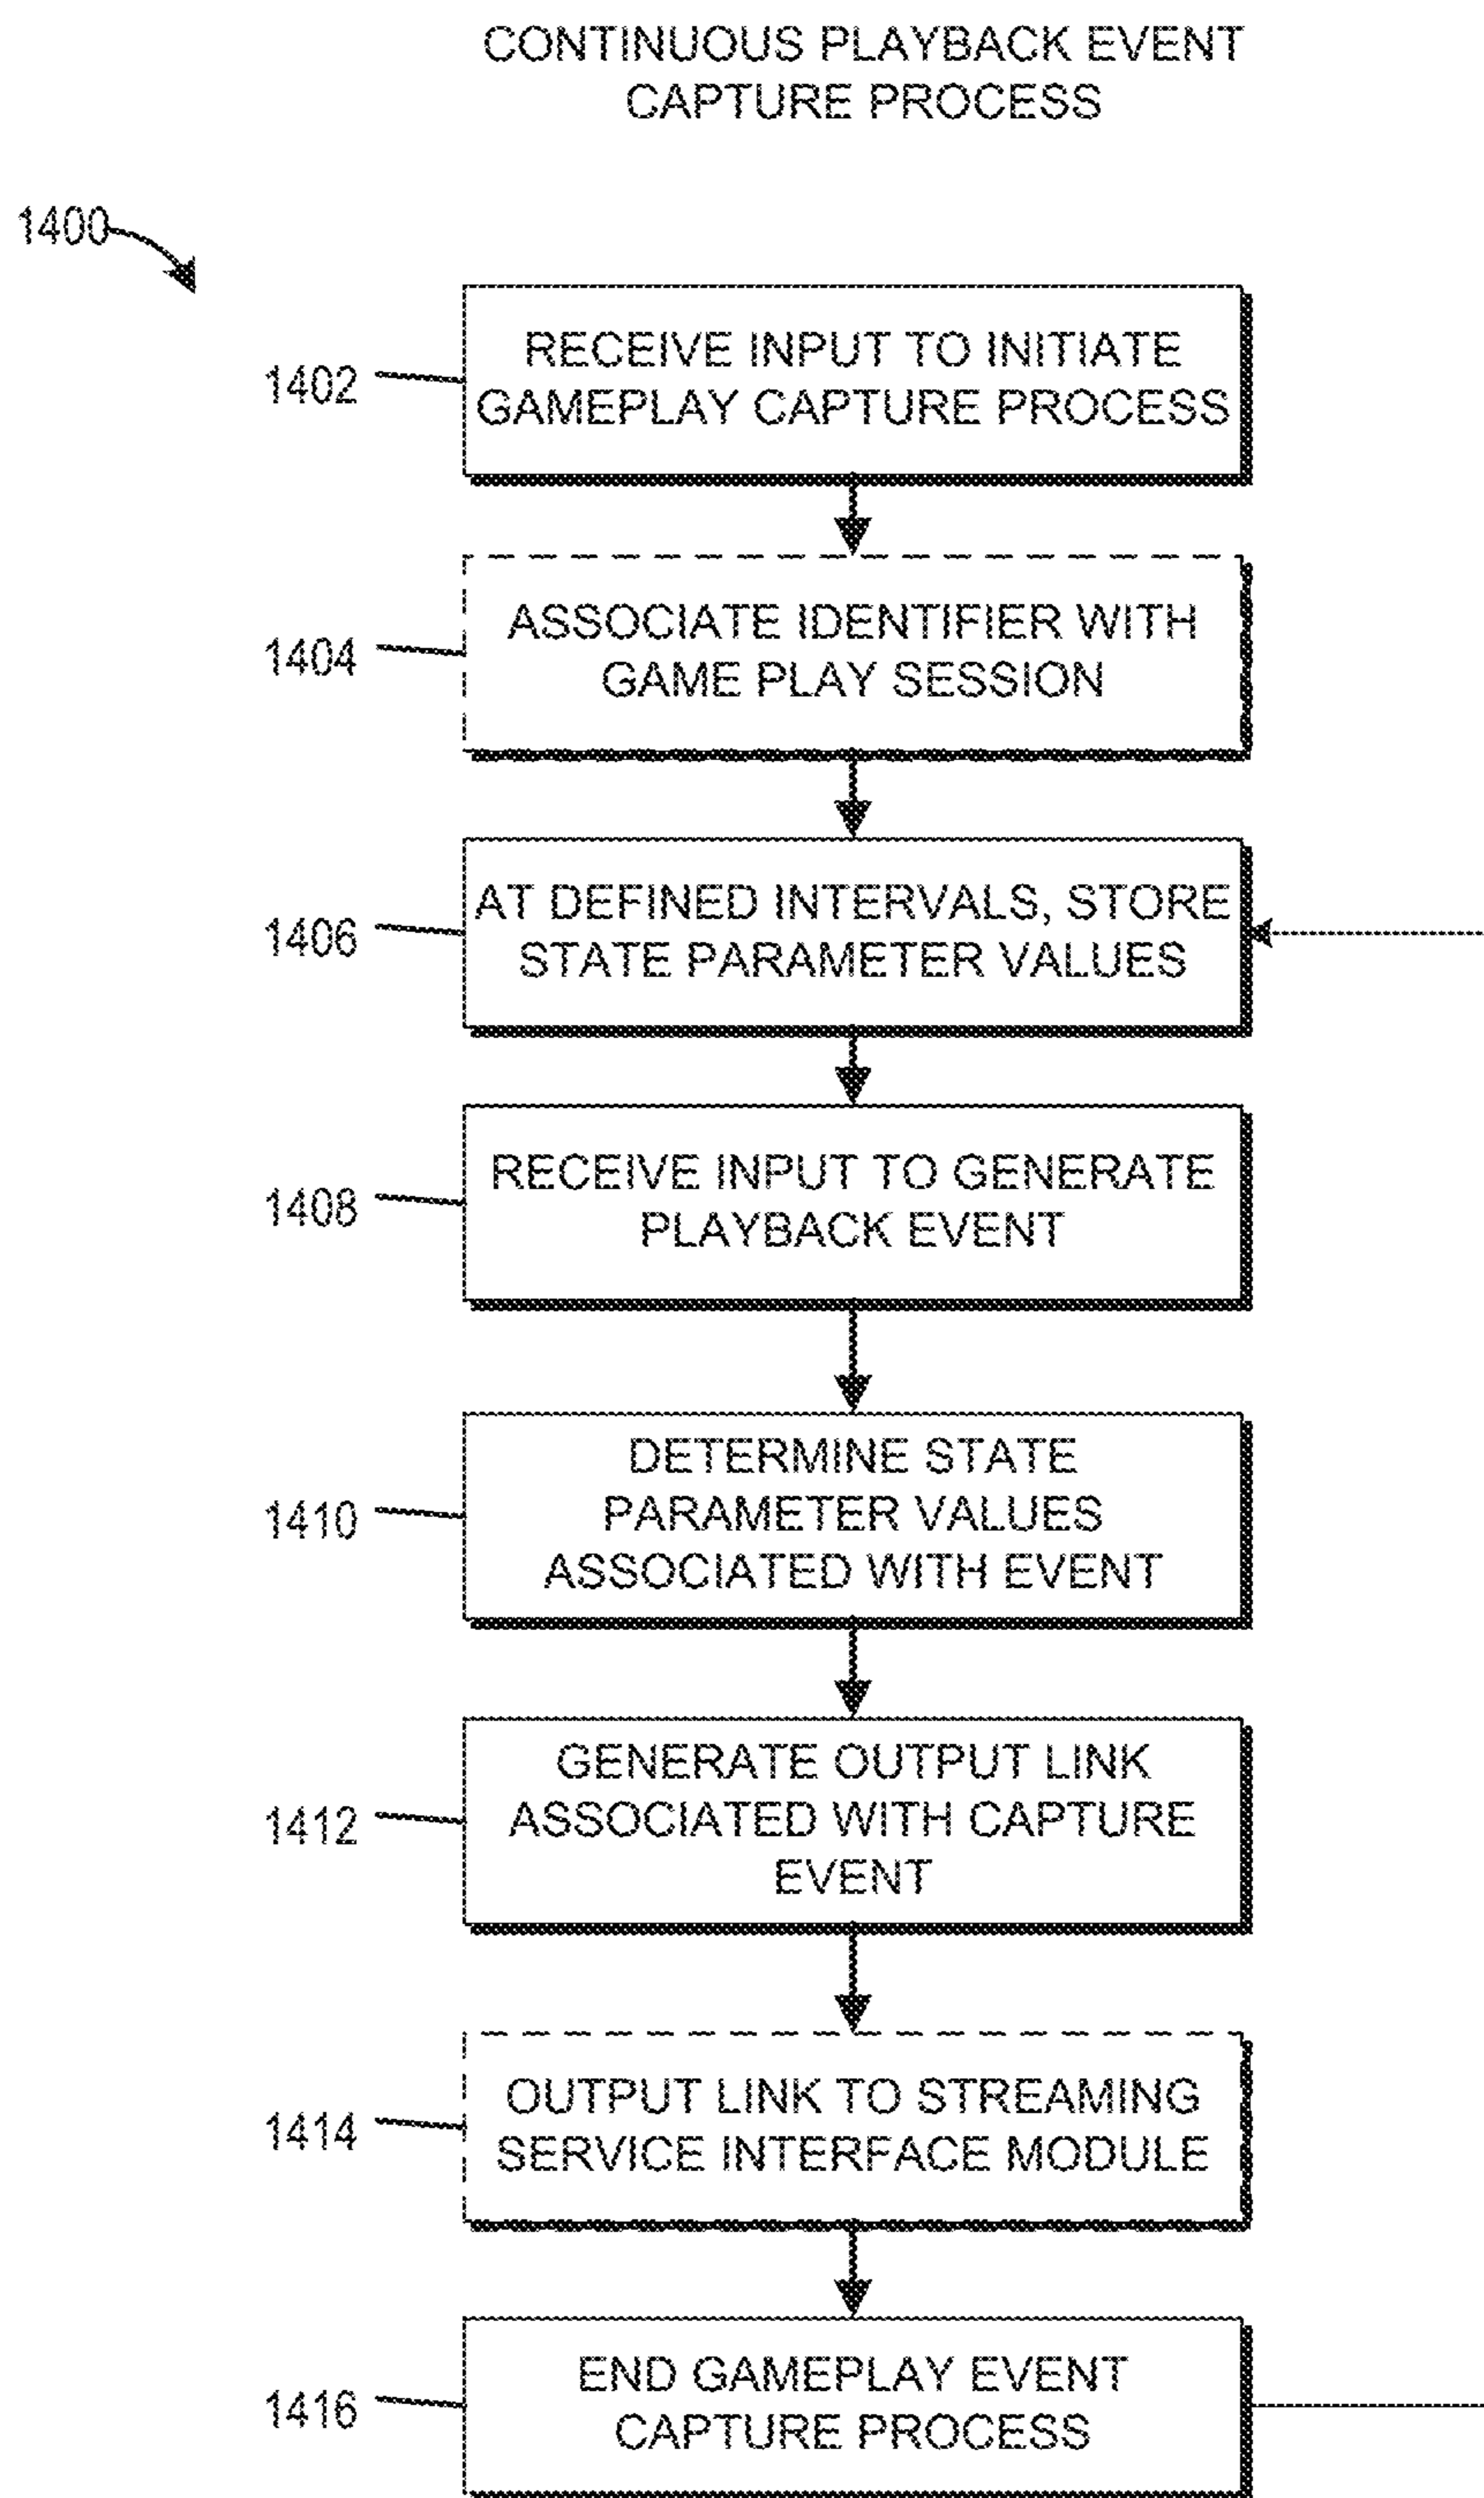 CONTINUOUS PLAYBACK EVENT
CAPTURE PROCESS
1400
1402
RECEIVE INPUT TO INITIATE
GAMEPLAY CAPTURE PROCESS
1404
ASSOCIATE IDENTIFIER WITH
GAME PLAY SESSION
1406
AT DEFINED INTERVALS, STORE
STATE PARAMETER VALUES
1408
RECEIVE INPUT TO GENERATE
PLAYBACK EVENT
1410
DETERMINE STATE
PARAMETER VALUES
ASSOCIATED WITH EVENT
1412
GENERATE OUTPUT LINK
ASSOCIATED WITH CAPTURE
EVENT
1414
OUTPUT LINK TO STREAMING
SERVICE INTERFACE MODULE
1416
END GAMEPLAY EVENT
CAPTURE PROCESS